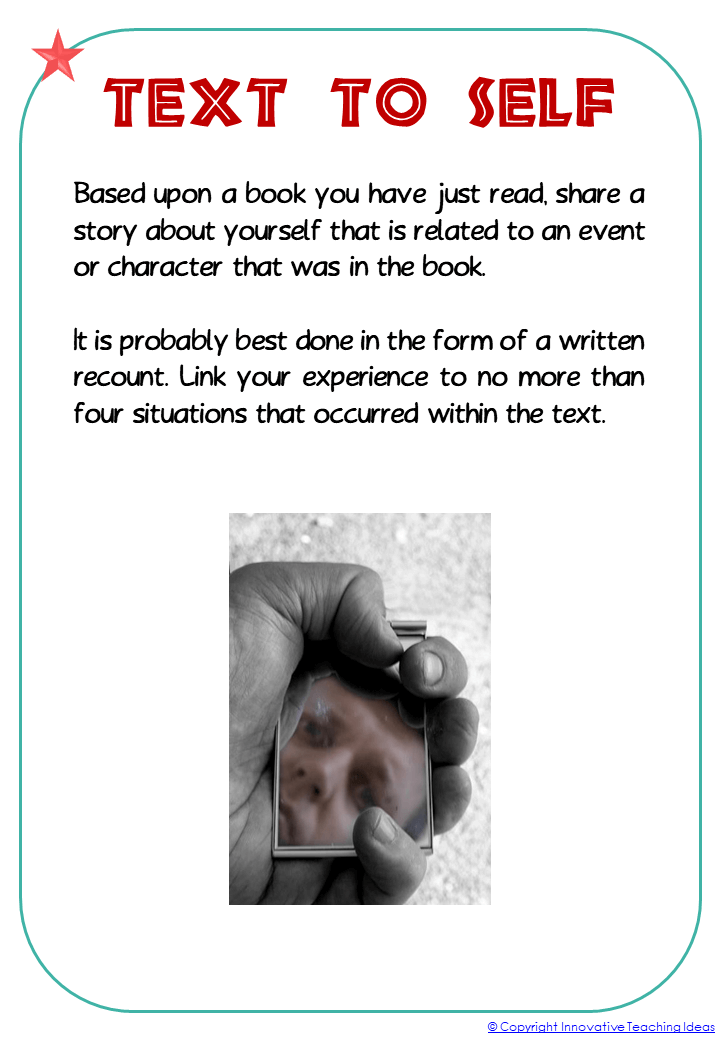 TEXT TO SELF
Based upon a book you have just read, share a
story about yourself that is related to an event
or character that was in the book.
It is probably best done in the form of a written
recount. Link your experience to no more than
four situations that occurred within the text.
© Copyright Innovative Teaching Ideas